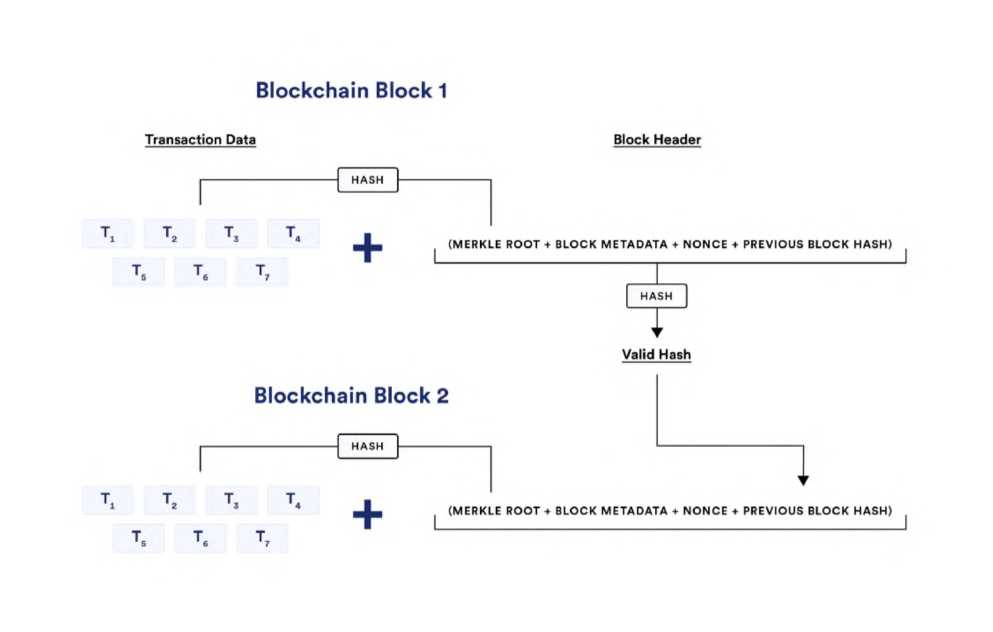 Blockchain Block 1
Transaction Data
Block Header
HASH
T₁ T₂ T₃ T₄
T₅ T₆ T₇
+
(MERKLE ROOT + BLOCK METADATA + NONCE + PREVIOUS BLOCK HASH)
HASH
Valid Hash
Blockchain Block 2
HASH
T₁ T₂ T₃ T₄
T₅ T₆ T₇
+
(MERKLE ROOT + BLOCK METADATA + NONCE + PREVIOUS BLOCK HASH)